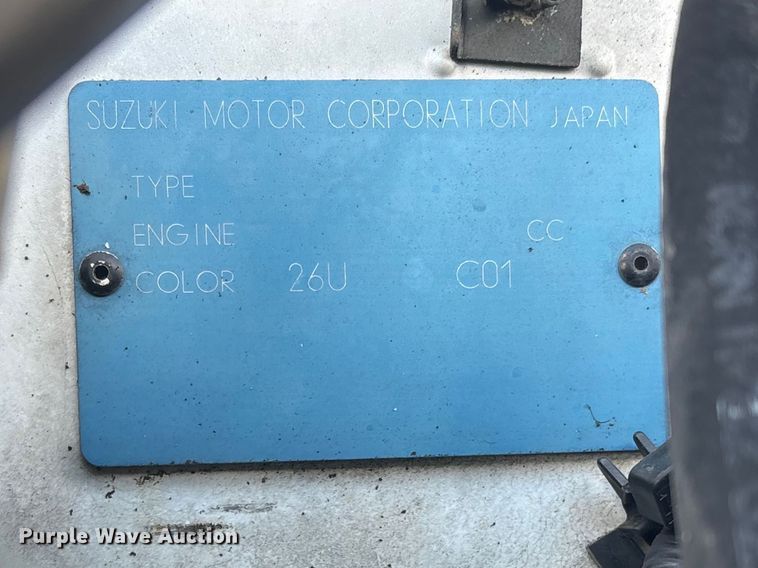 SUZUKI MOTOR CORPORATION JAPAN
TYPE
ENGINE CC
COLOR 26U C01
Purple Wave Auction